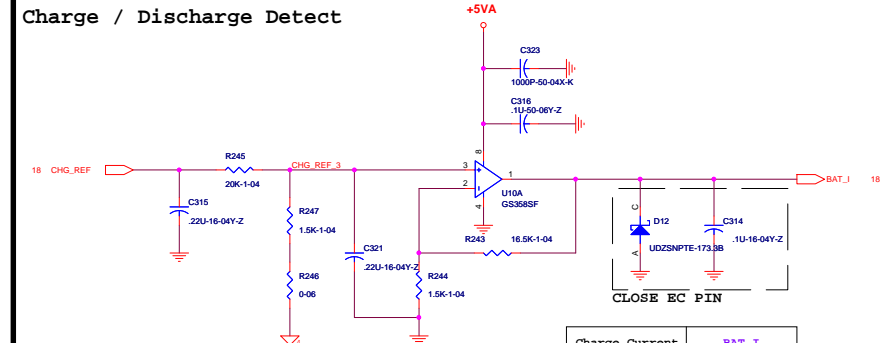 Charge / Discharge Detect
+5VA
C323
1000P-50-04X-K
C316
.1U-50-06Y-Z
8
18 CHG_REF
R245
20K-1-04
CHG_REF_3
3
+
2
-
1
U10A
GS358SF
4
BAT_I 18
C315
.22U-16-04Y-Z
R247
1.5K-1-04
C321
.22U-16-04Y-Z
R243
16.5K-1-04
R246
0-06
R244
1.5K-1-04
C
D12
UDZSNPTE-173.3B
A
C314
.1U-16-04Y-Z
CLOSE EC PIN
Charge Current
BAT_I